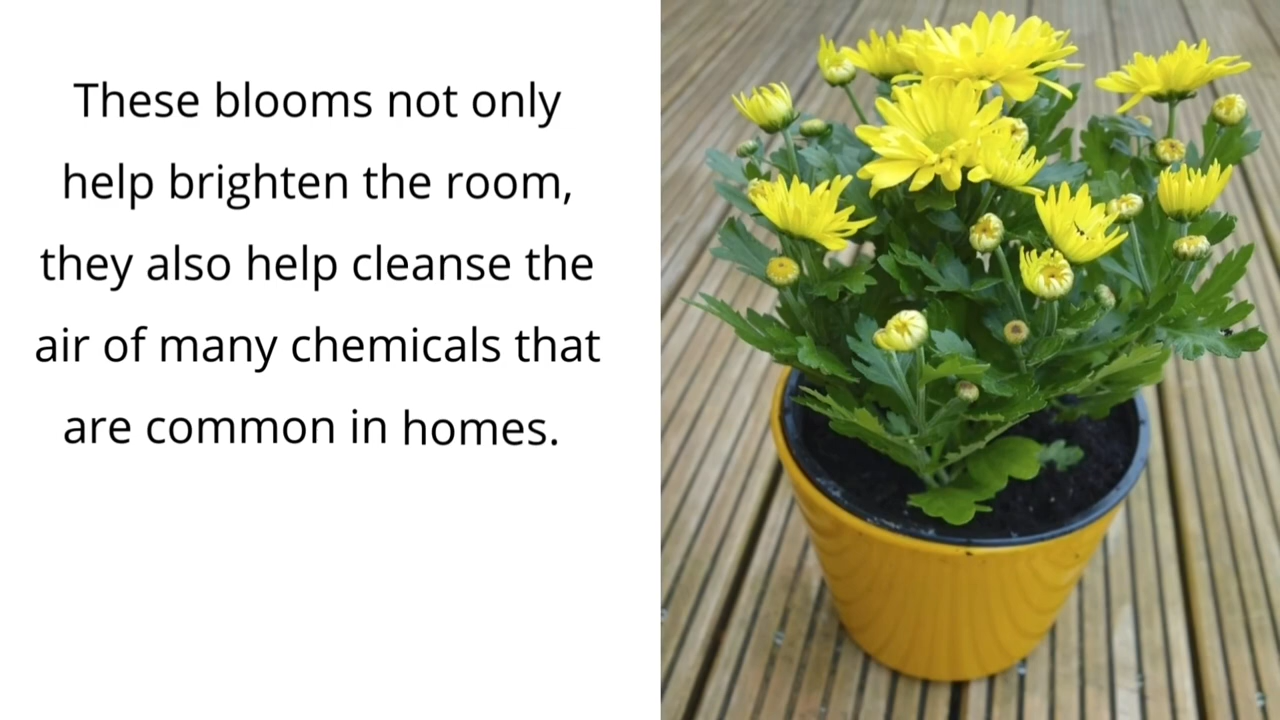 These blooms not only
help brighten the room,
they also help cleanse the
air of many chemicals that
are common in homes.